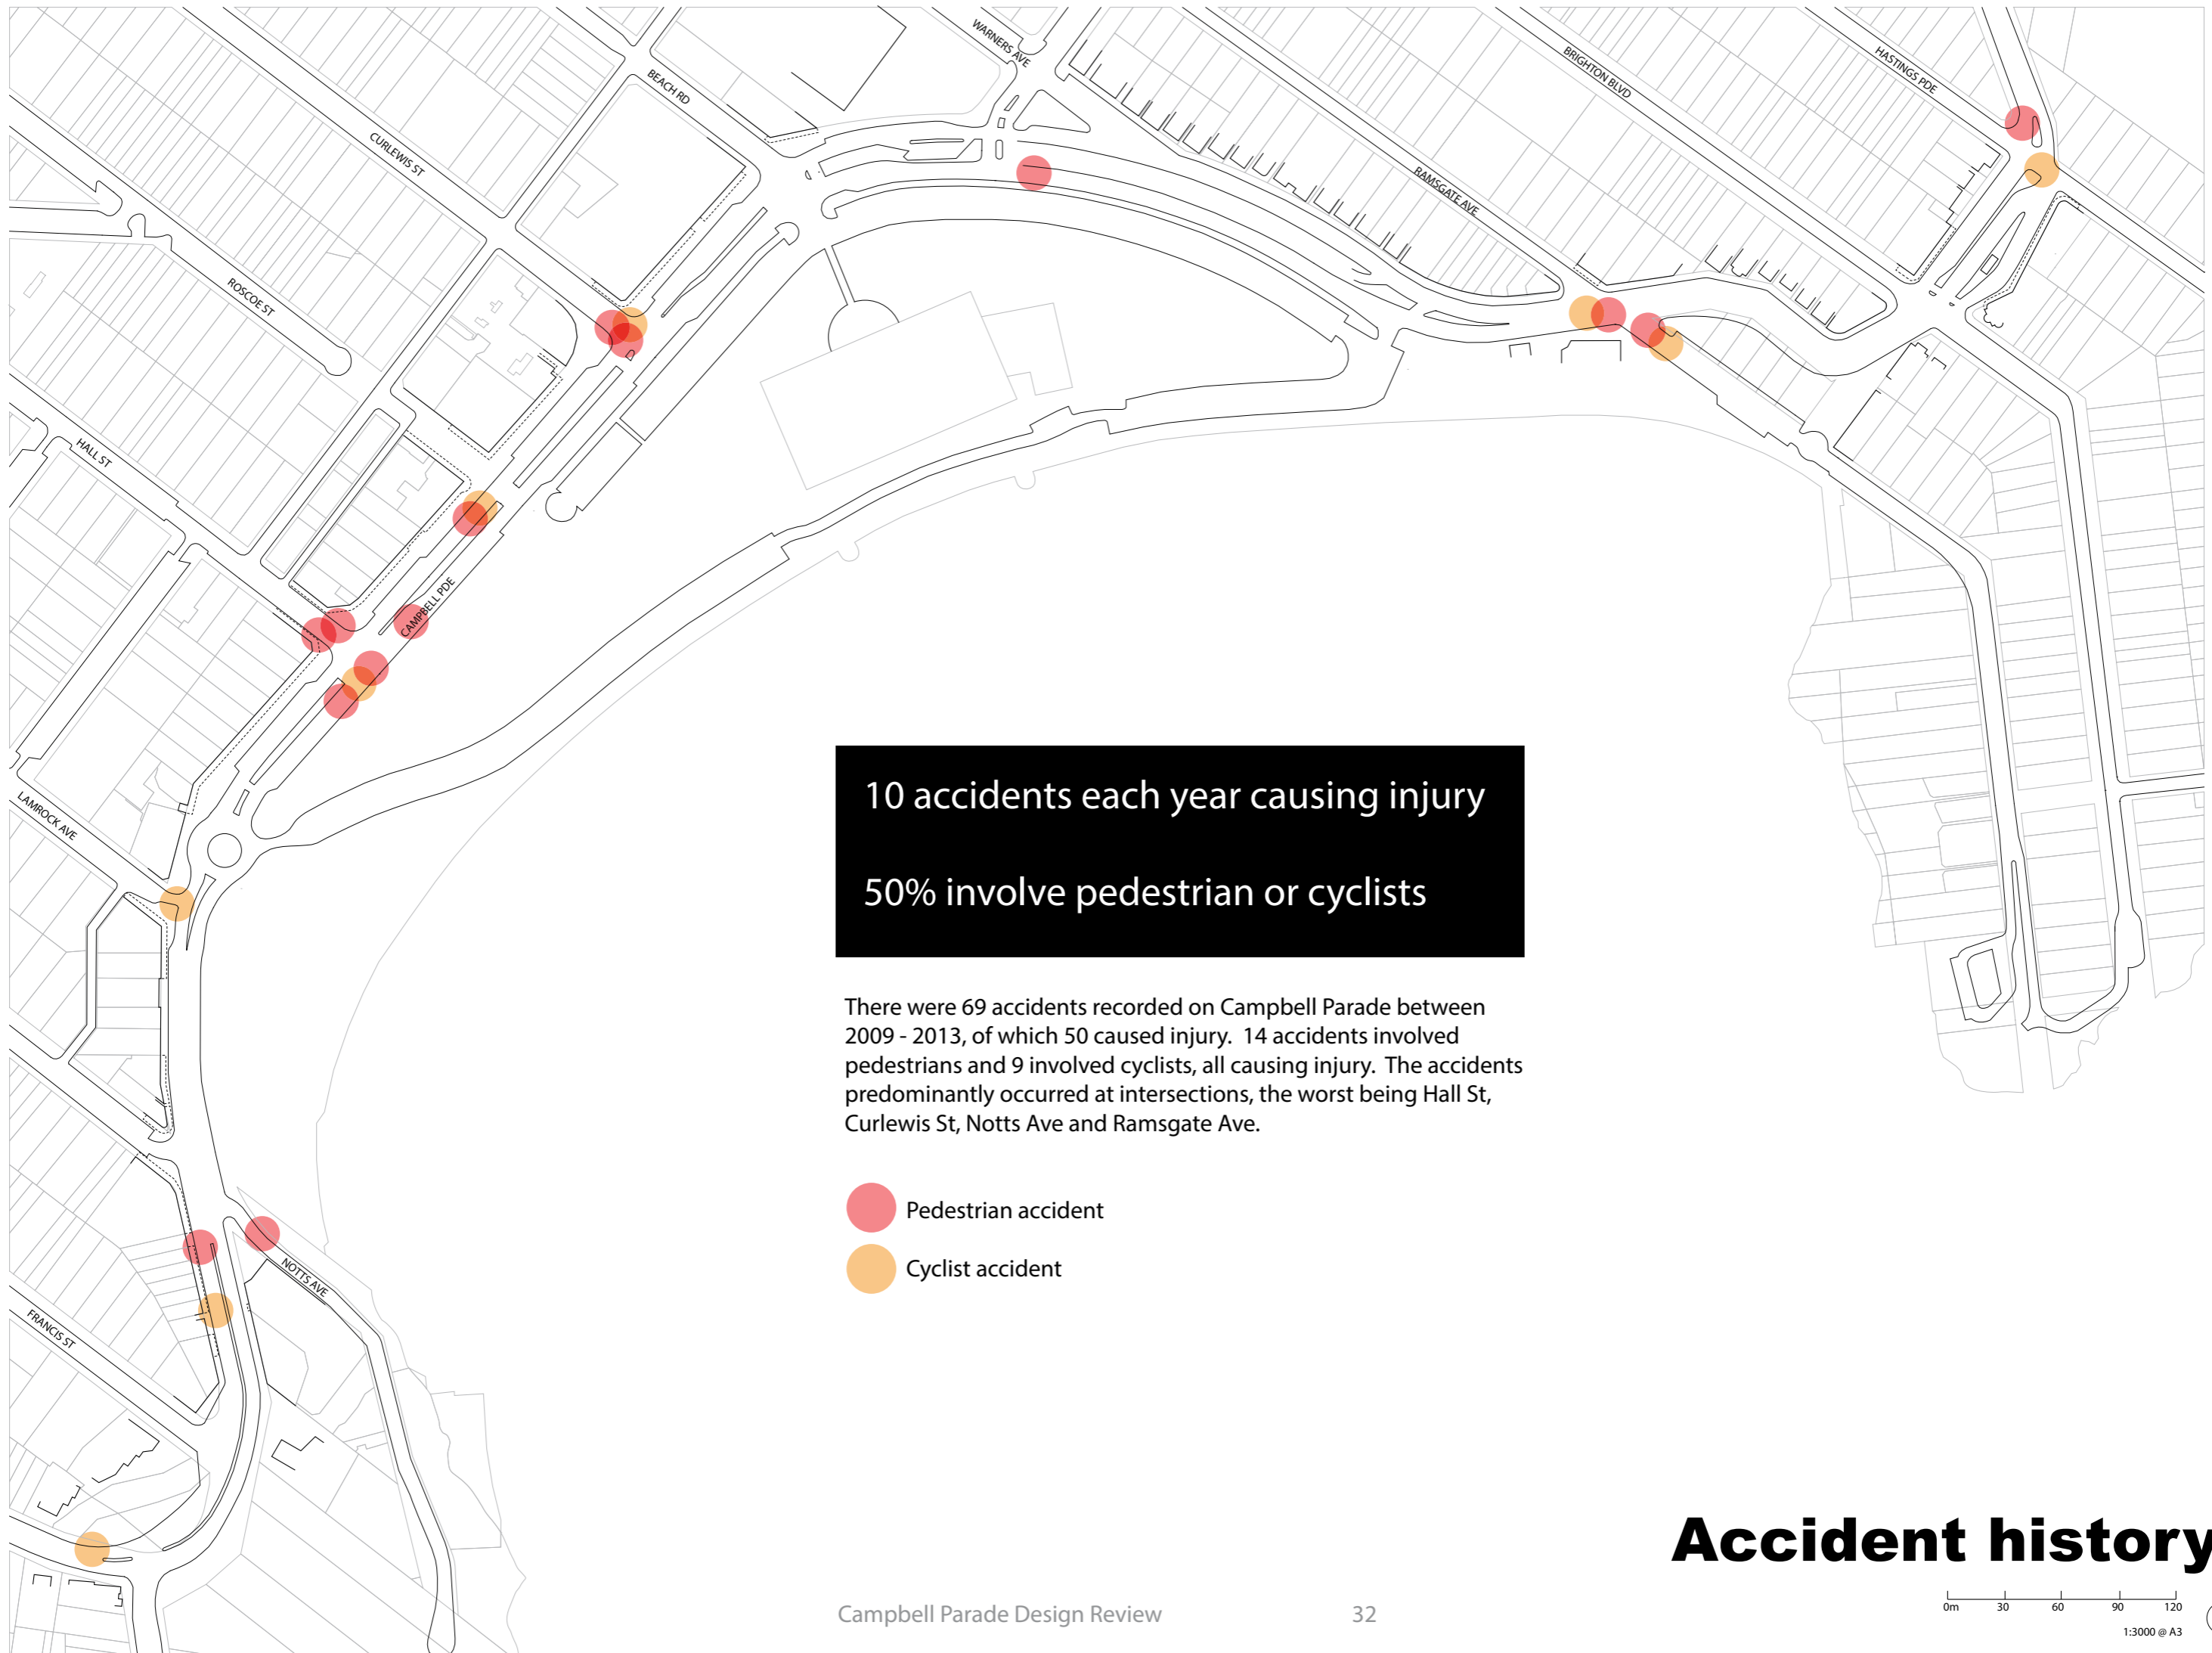 WARNERS AVE
BEACH RD
BRIGHTON BLVD
HASTINGS PDE
CURLEWIS ST
RAMSGATE AVE
ROSCOE ST
HALL ST
CAMPBELL PDE
LAMROCK AVE
10 accidents each year causing injury
50% involve pedestrian or cyclists
There were 69 accidents recorded on Campbell Parade between
2009 - 2013, of which 50 caused injury.  14 accidents involved
pedestrians and 9 involved cyclists, all causing injury.  The accidents
predominantly occurred at intersections, the worst being Hall St,
Curlewis St, Notts Ave and Ramsgate Ave.
Pedestrian accident
Cyclist accident
NOTTS AVE
FRANCIS ST
Accident history
Campbell Parade Design Review 32
0m 30 60 90 120
1:3000 @ A3